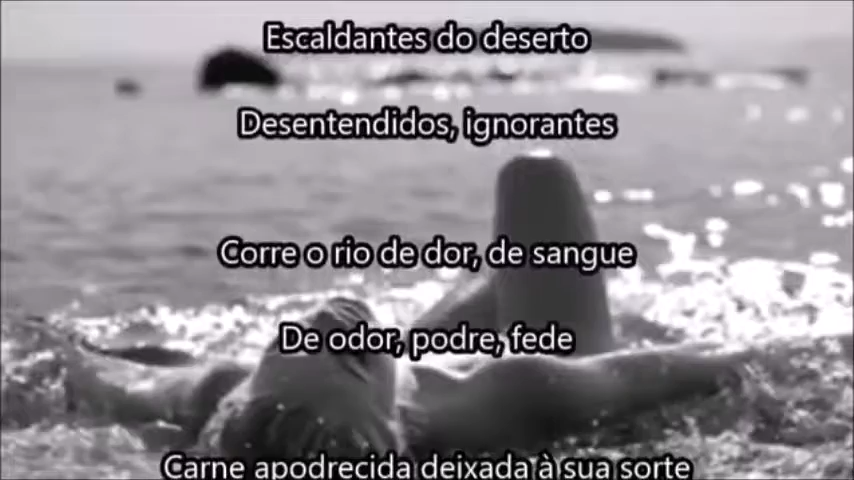 Escaldantes do deserto
Desentendidos, ignorantes
Corre o rio de dor, de sangue
De odor, podre, fede
Carne apodrecida deixada à sua sorte